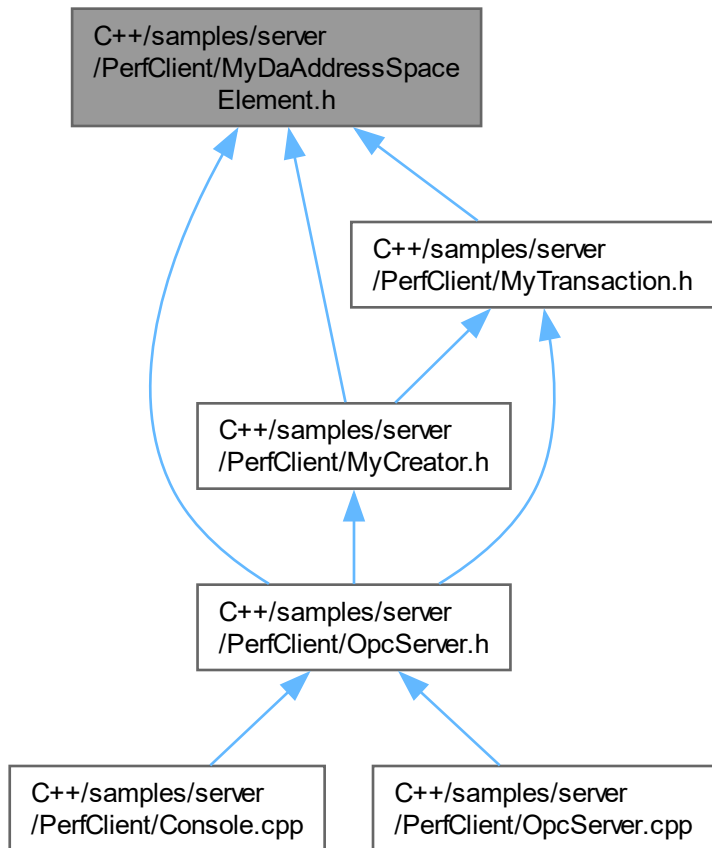 C++/samples/server
/PerfClient/MyDaAddressSpace
Element.h
C++/samples/server
/PerfClient/MyTransaction.h
C++/samples/server
/PerfClient/MyCreator.h
C++/samples/server
/PerfClient/OpcServer.h
C++/samples/server
/PerfClient/Console.cpp
C++/samples/server
/PerfClient/OpcServer.cpp